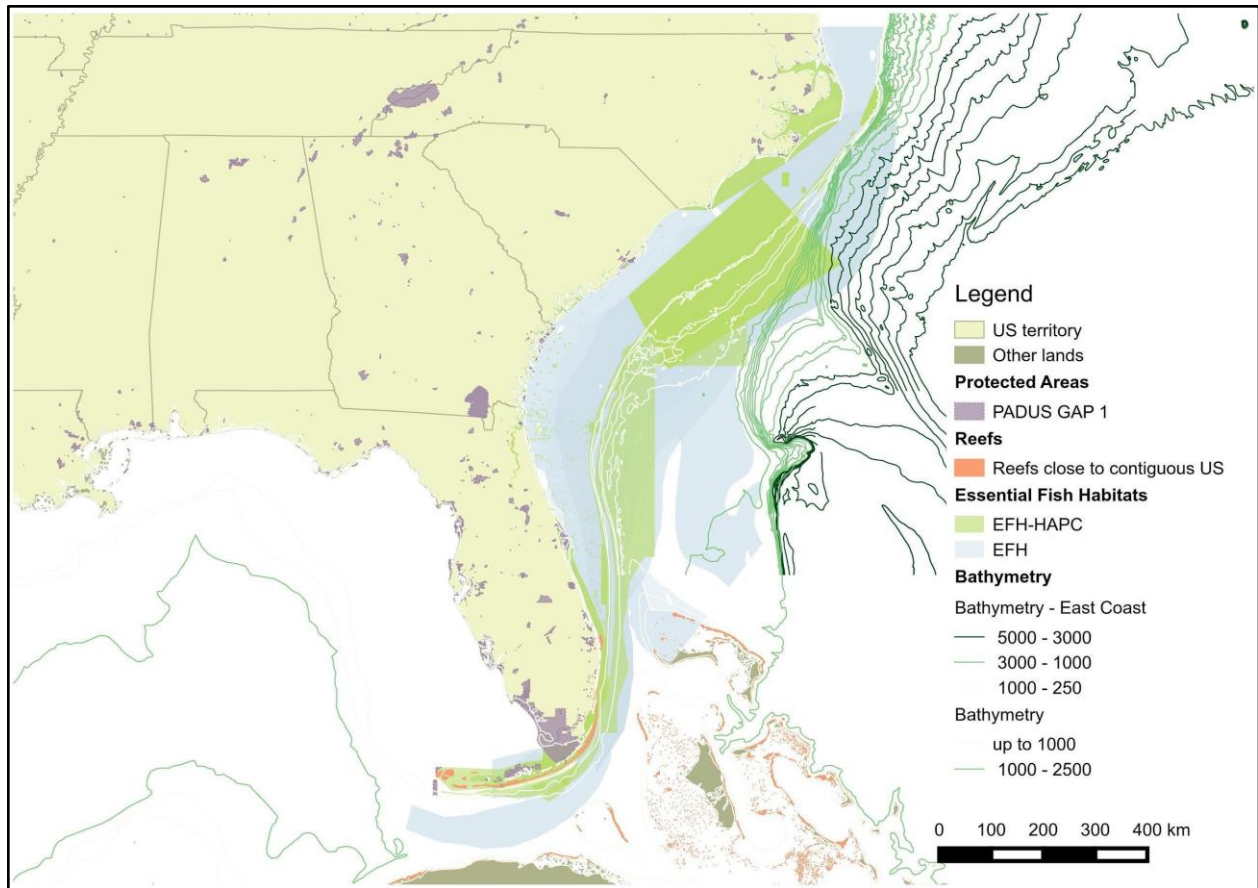 Legend
US territory
Other lands
Protected Areas
PADUS GAP 1
Reefs
Reefs close to contiguous US
Essential Fish Habitats
EFH-HAPC
EFH
Bathymetry
Bathymetry - East Coast
5000 - 3000
3000 - 1000
1000 - 250
Bathymetry
up to 1000
1000 - 2500
0 100 200 300 400 km